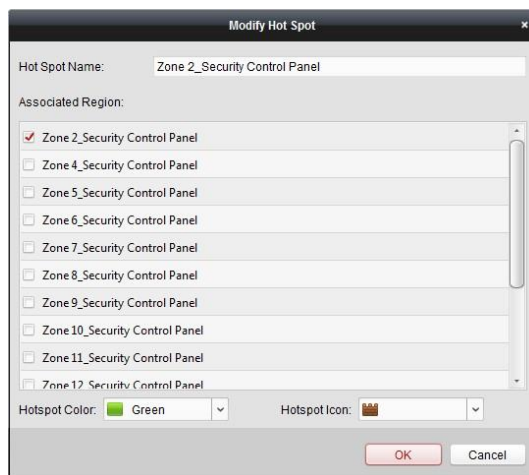 Modify Hot Spot ×
Hot Spot Name: Zone 2_Security Control Panel
Associated Region:
Zone 2_Security Control Panel
Zone 4_Security Control Panel
Zone 5_Security Control Panel
Zone 6_Security Control Panel
Zone 7_Security Control Panel
Zone 8_Security Control Panel
Zone 9_Security Control Panel
Zone 10_Security Control Panel
Zone 11_Security Control Panel
Zone 12_Security Control Panel
Hotspot Color: Green Hotspot Icon:
OK Cancel